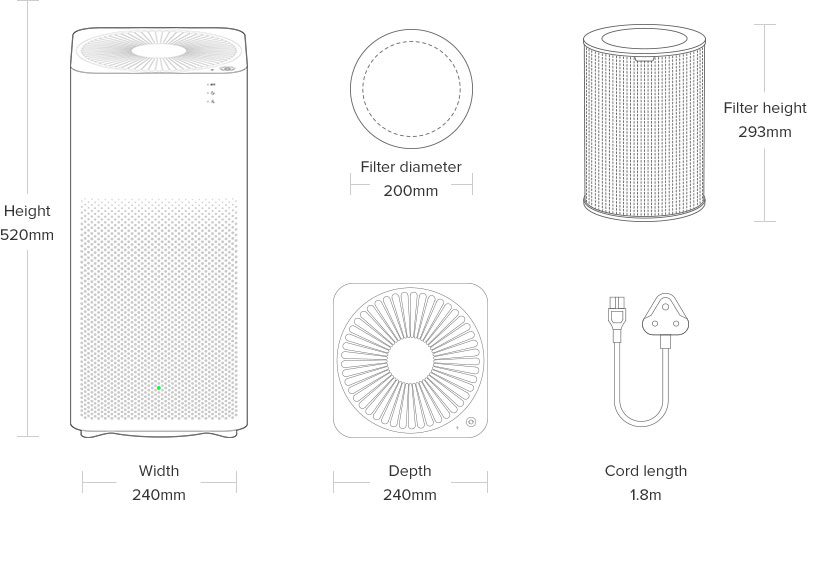 Filter diameter
200mm
Filter height
293mm
Height
520mm
Width
240mm
Depth
240mm
Cord length
1.8m